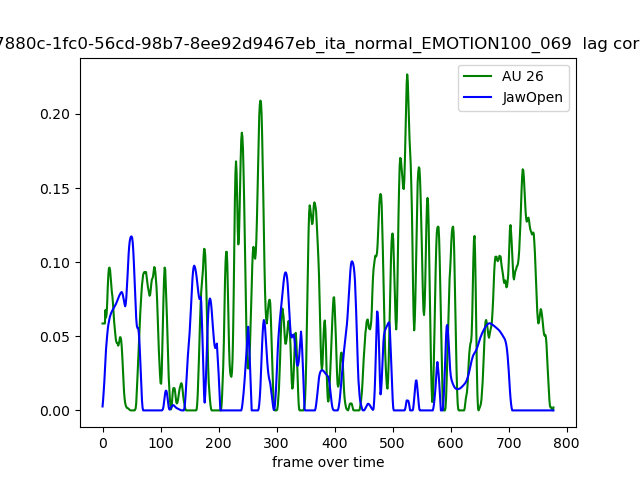 7880c-1fc0-56cd-98b7-8ee92d9467eb_ita_normal_EMOTION100_069 lag cor
AU 26
JawOpen
0.20
0.15
0.10
0.05
0.00
0 100 200 300 400 500 600 700 800
frame over time